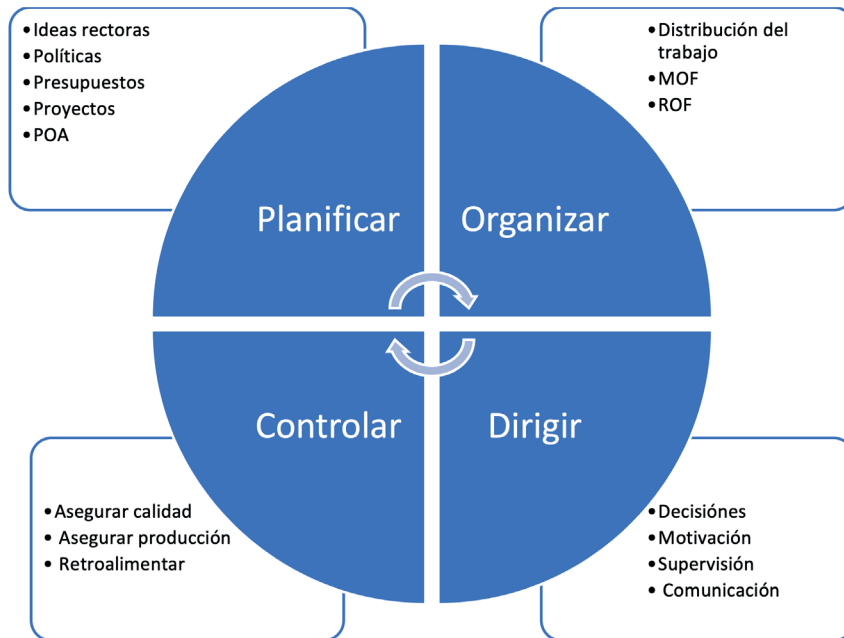 •Ideas rectoras
•Políticas
•Presupuestos
•Proyectos
•POA
•Distribución del
trabajo
•MOF
•ROF
Planificar
Organizar
Controlar
Dirigir
•Asegurar calidad
• Asegurar producción
• Retroalimentar
•Decisiónes
•Motivación
•Supervisión
• Comunicación